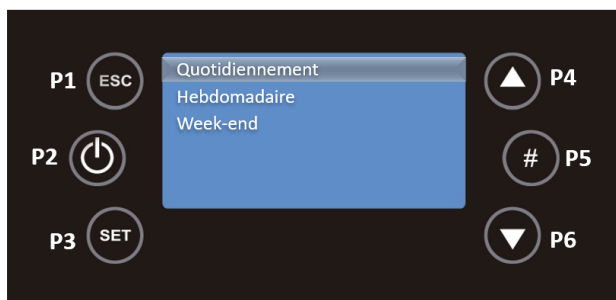 P1
ESC
P2
P3
SET
Quotidiennement
Hebdomadaire
Week-end
P4
#
P5
P6